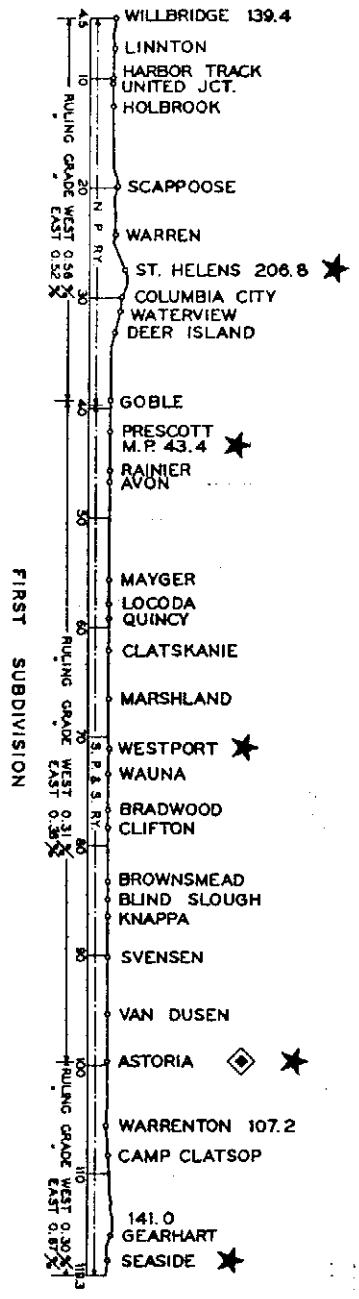 4.5
WILLBRIDGE 139.4
LINNTON
10
HARBOR TRACK
UNITED JCT.
HOLBROOK
20
SCAPPOOSE
WARREN
ST. HELENS 206.8
30
COLUMBIA CITY
WATERVIEW
DEER ISLAND
RULING GRADE WEST 0.58 %
" EAST 0.52 %
N. P. RY.
40
GOBLE
PRESCOTT
M.P. 43.4
RAINIER
AVON
50
MAYGER
LOCODA
QUINCY
60
CLATSKANIE
MARSHLAND
70
WESTPORT
WAUNA
BRADWOOD
CLIFTON
80
BROWNSMEAD
BLIND SLOUGH
KNAPPA
90
SVENSEN
VAN DUSEN
RULING GRADE WEST 0.31 %
" EAST 0.38 %
S. P. & S. RY.
FIRST SUBDIVISION
100
ASTORIA
WARRENTON 107.2
CAMP CLATSOP
110
141.0
GEARHART
SEASIDE
119.3
RULING GRADE WEST 0.30 %
" EAST 0.67 %